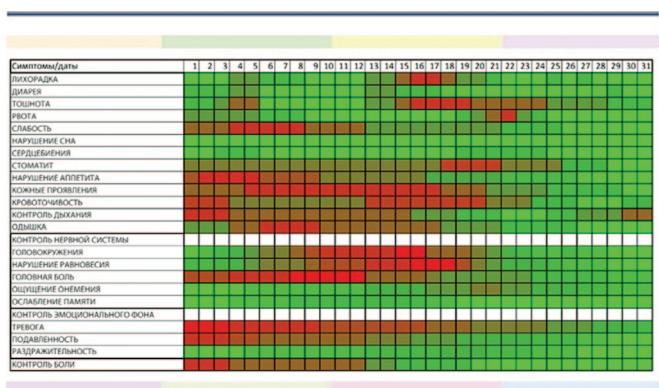 Симптомы/даты 1 2 3 4 5 6 7 8 9 10 11 12 13 14 15 16 17 18 19 20 21 22 23 24 25 26 27 28 29 30 31
ЛИХОРАДКА
ДИАРЕЯ
ТОШНОТА
РВОТА
СЛАБОСТЬ
НАРУШЕНИЕ СНА
СЕРДЦЕБИЕНИЯ
СТОМАТИТ
НАРУШЕНИЕ АППЕТИТА
КОЖНЫЕ ПРОЯВЛЕНИЯ
КРОВОТОЧИВОСТЬ
КОНТРОЛЬ ДЫХАНИЯ
ОДЫШКА
КОНТРОЛЬ НЕРВНОЙ СИСТЕМЫ
ГОЛОВОКРУЖЕНИЯ
НАРУШЕНИЕ РАВНОВЕСИЯ
ГОЛОВНАЯ БОЛЬ
ОЩУЩЕНИЕ ОНЕМЕНИЯ
ОСЛАБЛЕНИЕ ПАМЯТИ
КОНТРОЛЬ ЭМОЦИОНАЛЬНОГО ФОНА
ТРЕВОГА
ПОДАВЛЕННОСТЬ
РАЗДРАЖИТЕЛЬНОСТЬ
КОНТРОЛЬ БОЛИ